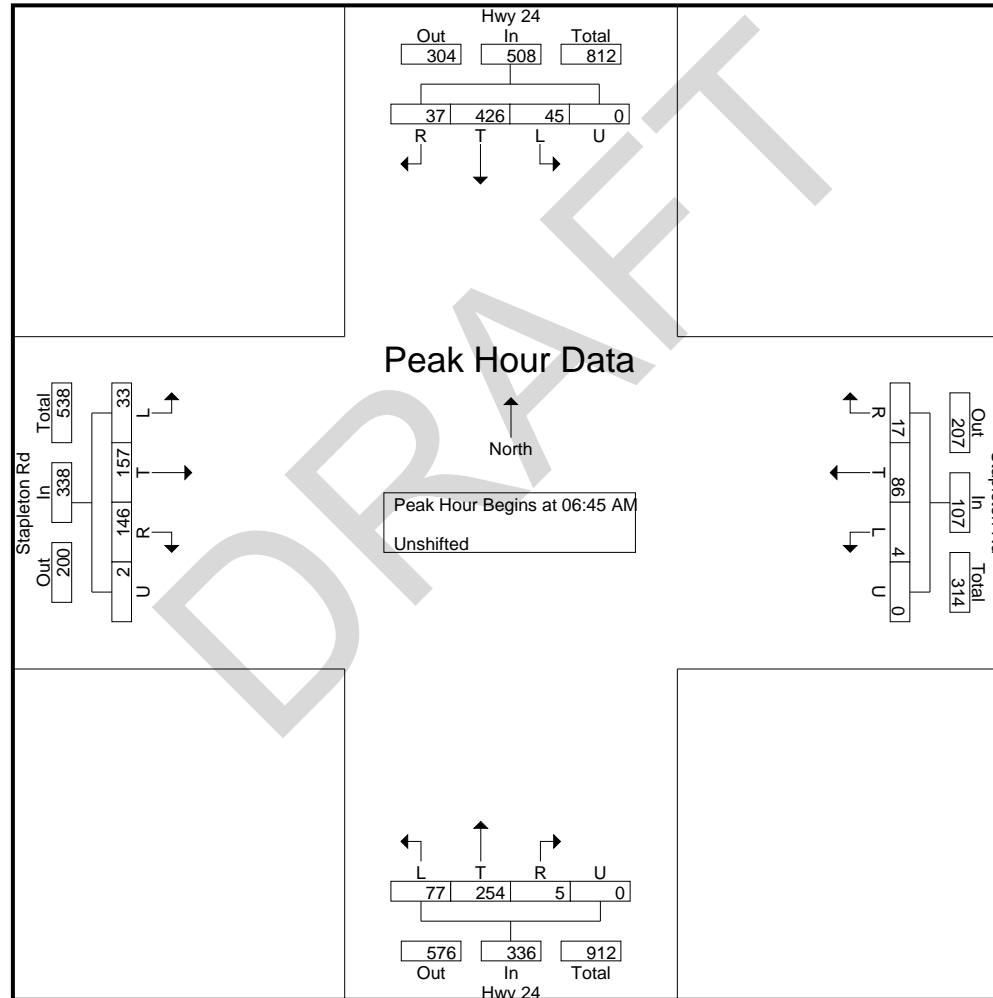 Hwy 24
Out In Total
304 508 812
37 426 45 0
R T L U
Peak Hour Data
North
Peak Hour Begins at 06:45 AM
Unshifted
Stapleton Rd
Total In Out
538 338 200
33 157 146 2
L T R U
R T L U
17 86 4 0
Out In Total
207 107 314
L T R U
77 254 5 0
576 336 912
Out In Total
Hwy 24
DRAFT